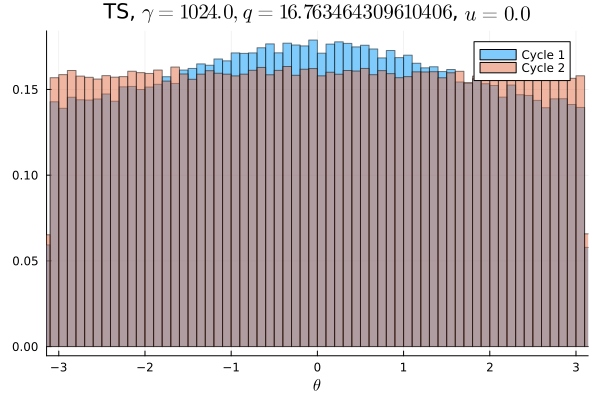 TS, γ = 1024.0, q = 16.763464309610406, u = 0.0
Cycle 1
Cycle 2
0.15
0.10
0.05
0.00
−3 −2 −1 0 1 2 3
θ